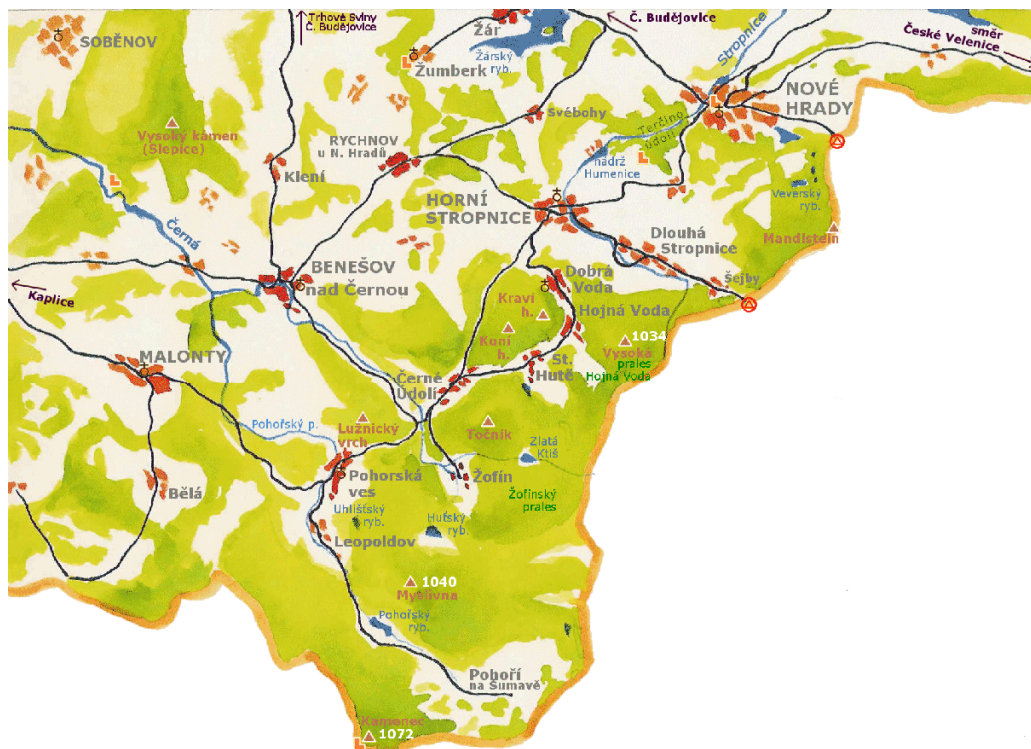 Trhové Sviny
Č. Budějovice
Č. Budějovice
směr
České Velenice
SOBĚNOV
Žár
Žárský
ryb.
Žumberk
Stropnice
NOVÉ
HRADY
Svébohy
Terčino
údolí
Vysoký kámen
(Slepice)
RYCHNOV
u N. Hradů
Klení
nádrž
Humenice
HORNÍ
STROPNICE
Veverský
ryb.
Mandlstein
Dlouhá
Stropnice
Šejby
Černá
BENEŠOV
nad Černou
Kaplice
Dobrá
Voda
Hojná Voda
Kraví
h.
Kuní
h.
1034
Vysoká
prales
Hojná Voda
St.
Hutě
MALONTY
Černé
Údolí
Lužnický
vrch
Točník
Pohořský p.
Zlatá
Ktiš
Pohorská
ves
Žofín
Bělá
Žofínský
prales
Uhlišťský
ryb.
Huťský
ryb.
Leopoldov
1040
Myslivna
Pohořský
ryb.
Pohoří
na Šumavě
Kamenec
1072